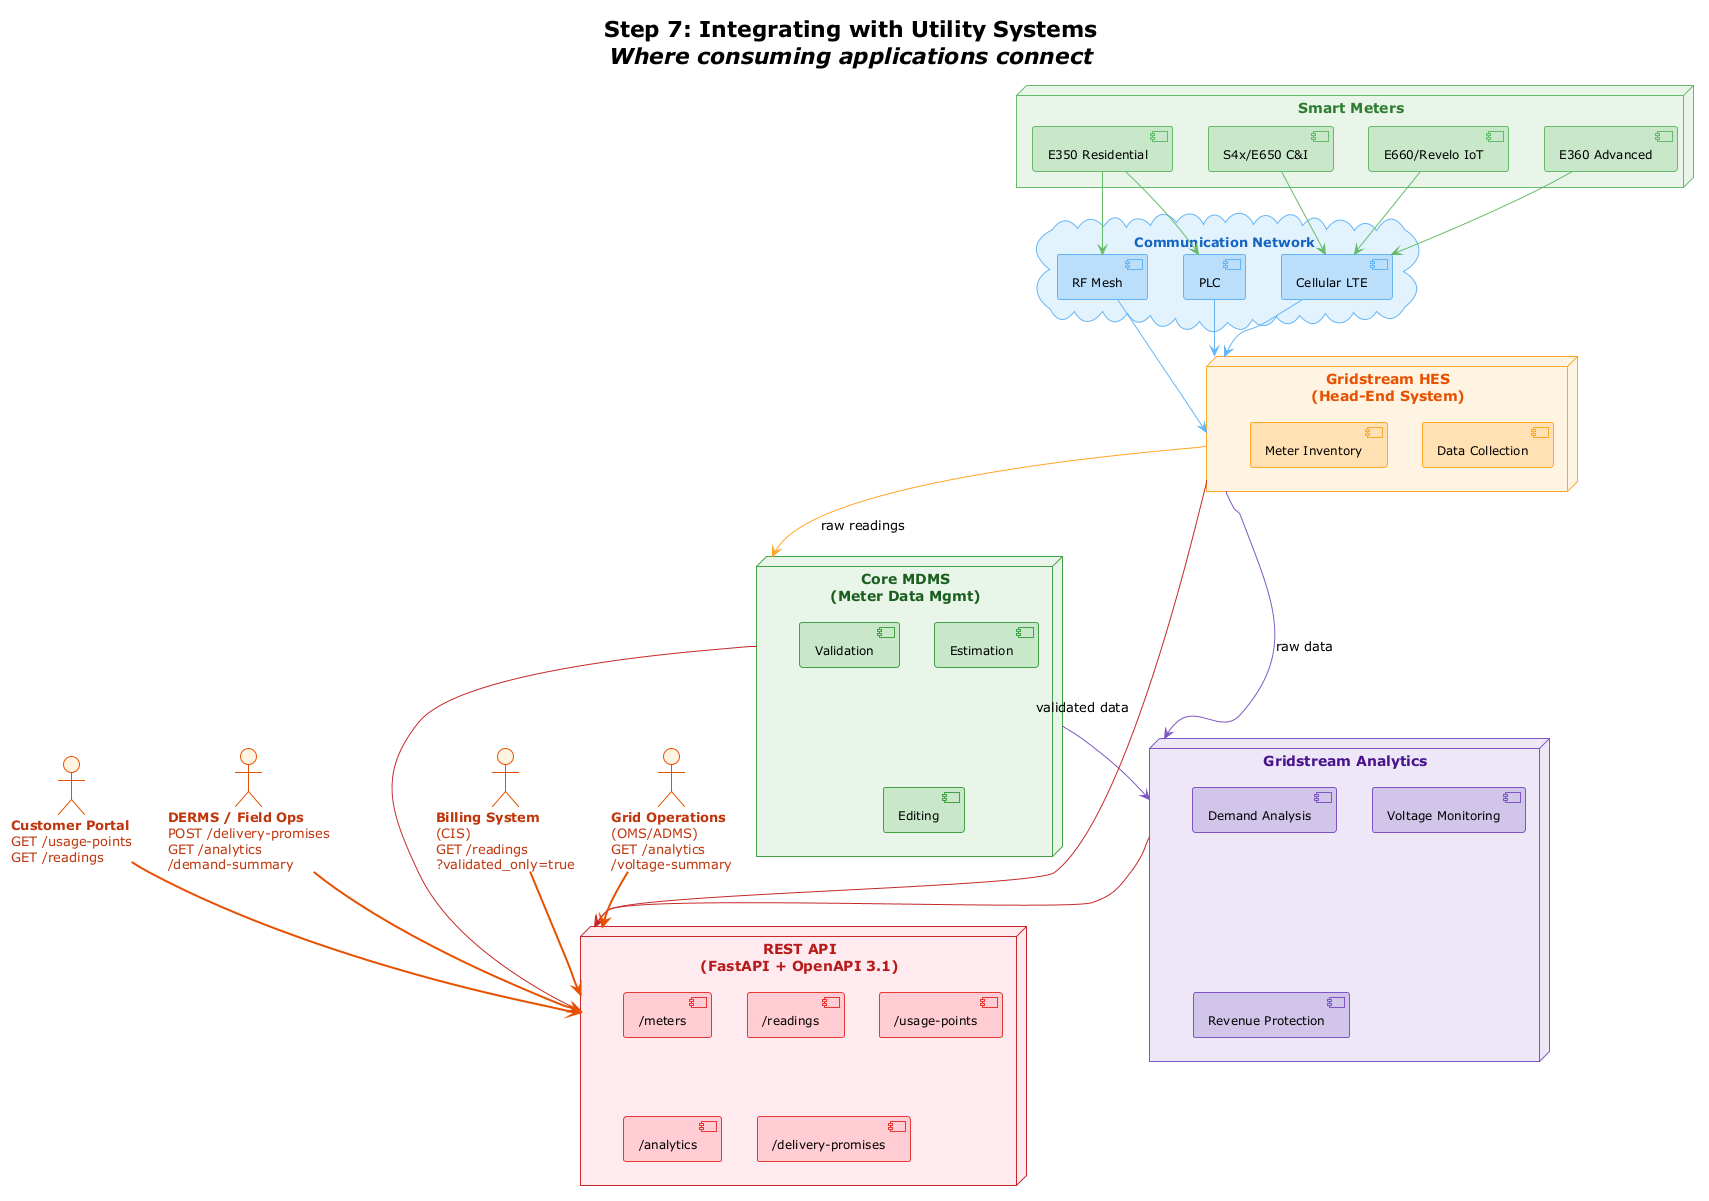 Step 7: Integrating with Utility Systems
Where consuming applications connect
Smart Meters
E350 Residential
S4x/E650 C&I
E660/Revelo IoT
E360 Advanced
Communication Network
RF Mesh
PLC
Cellular LTE
Gridstream HES
(Head-End System)
Meter Inventory
Data Collection
raw readings
Core MDMS
(Meter Data Mgmt)
Validation
Estimation
Editing
raw data
validated data
Gridstream Analytics
Demand Analysis
Voltage Monitoring
Revenue Protection
Customer Portal
GET /usage-points
GET /readings
DERMS / Field Ops
POST /delivery-promises
GET /analytics
/demand-summary
Billing System
(CIS)
GET /readings
?validated_only=true
Grid Operations
(OMS/ADMS)
GET /analytics
/voltage-summary
REST API
(FastAPI + OpenAPI 3.1)
/meters
/readings
/usage-points
/analytics
/delivery-promises